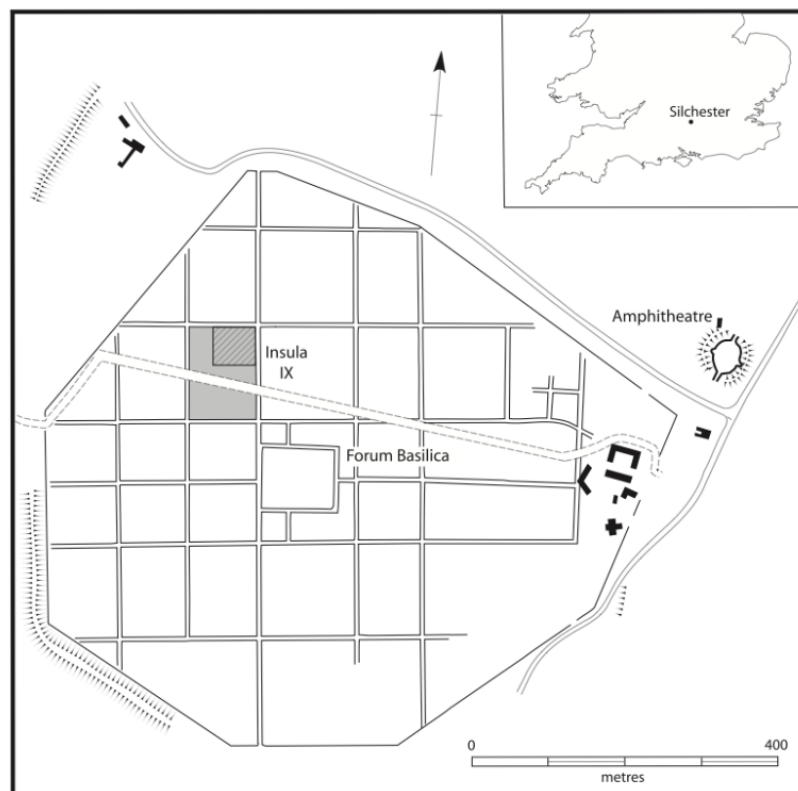 Silchester
Amphitheatre
Insula
IX
Forum Basilica
0 400
metres